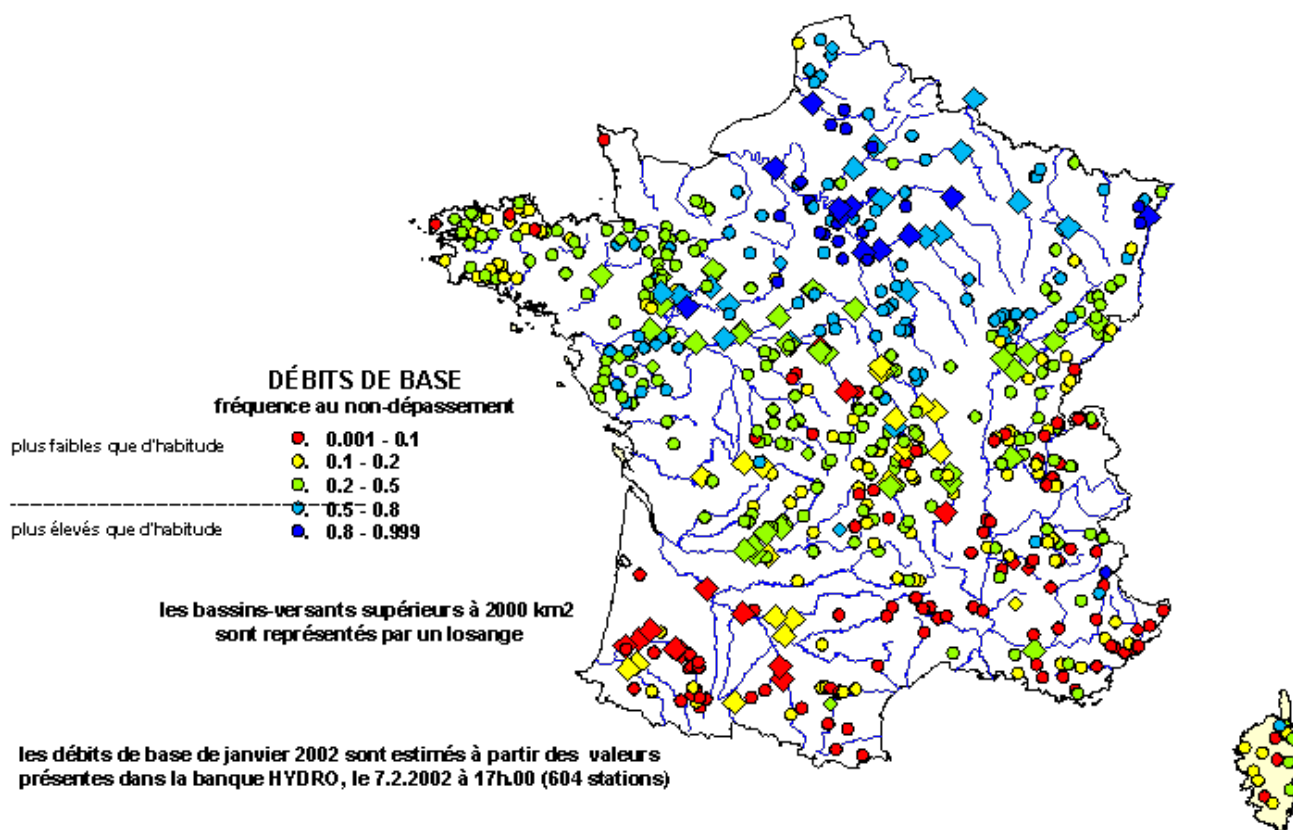 DÉBITS DE BASE
fréquence au non-dépassement
plus faibles que d'habitude
0.001 - 0.1
0.1 - 0.2
0.2 - 0.5
0.5 - 0.8
plus élevés que d'habitude
0.8 - 0.999
les bassins-versants supérieurs à 2000 km2
sont représentés par un losange
les débits de base de janvier 2002 sont estimés à partir des valeurs
présentes dans la banque HYDRO, le 7.2.2002 à 17h.00 (604 stations)